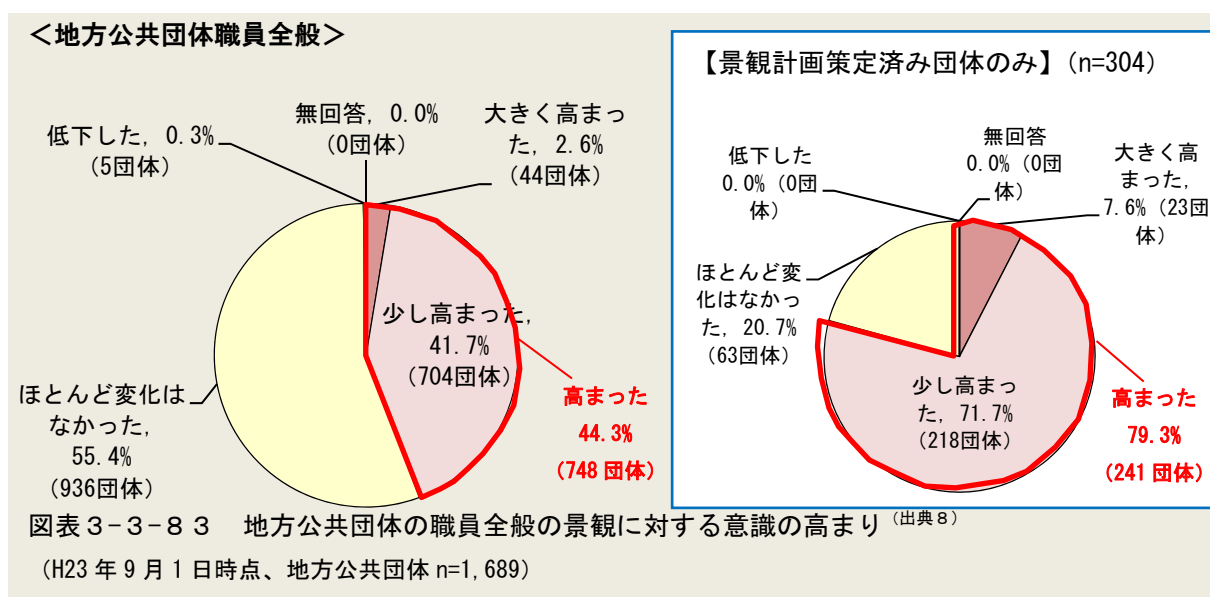 ＜地方公共団体職員全般＞
無回答, 0.0%
(0団体)
大きく高まっ
た, 2.6%
(44団体)
低下した, 0.3%
(5団体)
少し高まった,
41.7%
(704団体)
ほとんど変化は
なかった,
55.4%
(936団体)
高まった
44.3%
(748 団体)
【景観計画策定済み団体のみ】(n=304)
無回答
0.0%（0団
体）
低下した
0.0%（0団
体）
大きく高
まった,
7.6%（23団
体）
ほとんど変
化はなかっ
た, 20.7%
(63団体)
少し高まっ
た, 71.7%
(218団体)
高まった
79.3%
(241 団体)
図表３-３-８３　地方公共団体の職員全般の景観に対する意識の高まり（出典８）
（H23 年 9 月 1 日時点、地方公共団体 n=1,689）